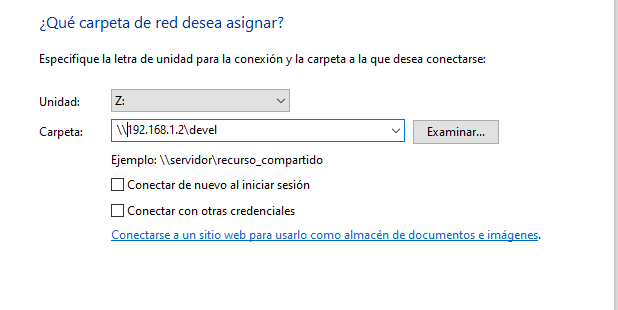 ¿Qué carpeta de red desea asignar?
Especifique la letra de unidad para la conexión y la carpeta a la que desea conectarse:
Unidad: Z:
Carpeta: \\192.168.1.2\devel Examinar...
Ejemplo: \\servidor\recurso_compartido
Conectar de nuevo al iniciar sesión
Conectar con otras credenciales
Conectarse a un sitio web para usarlo como almacén de documentos e imágenes.